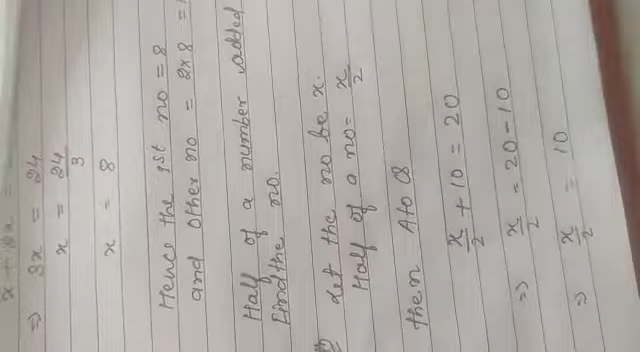 ⇒ 3x = 24
x = 24/3
x = 8
Hence the 1st no = 8
and Other no = 2×8 =
Half of a number added
Find the no.
Let the no be x.
Half of a no = x/2
then A to Q
x/2 + 10 = 20
⇒ x/2 = 20-10
⇒ x/2 = 10